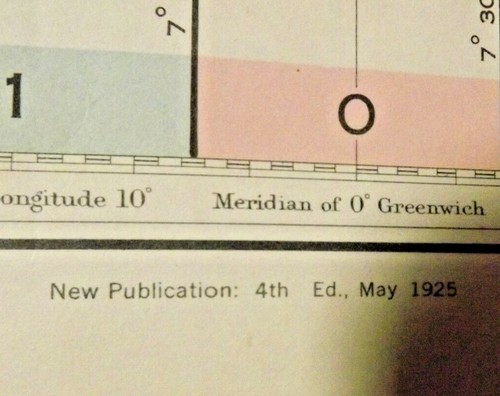 7°
7° 30
1
O
ongitude 10°
Meridian of 0° Greenwich
New Publication: 4th Ed., May 1925